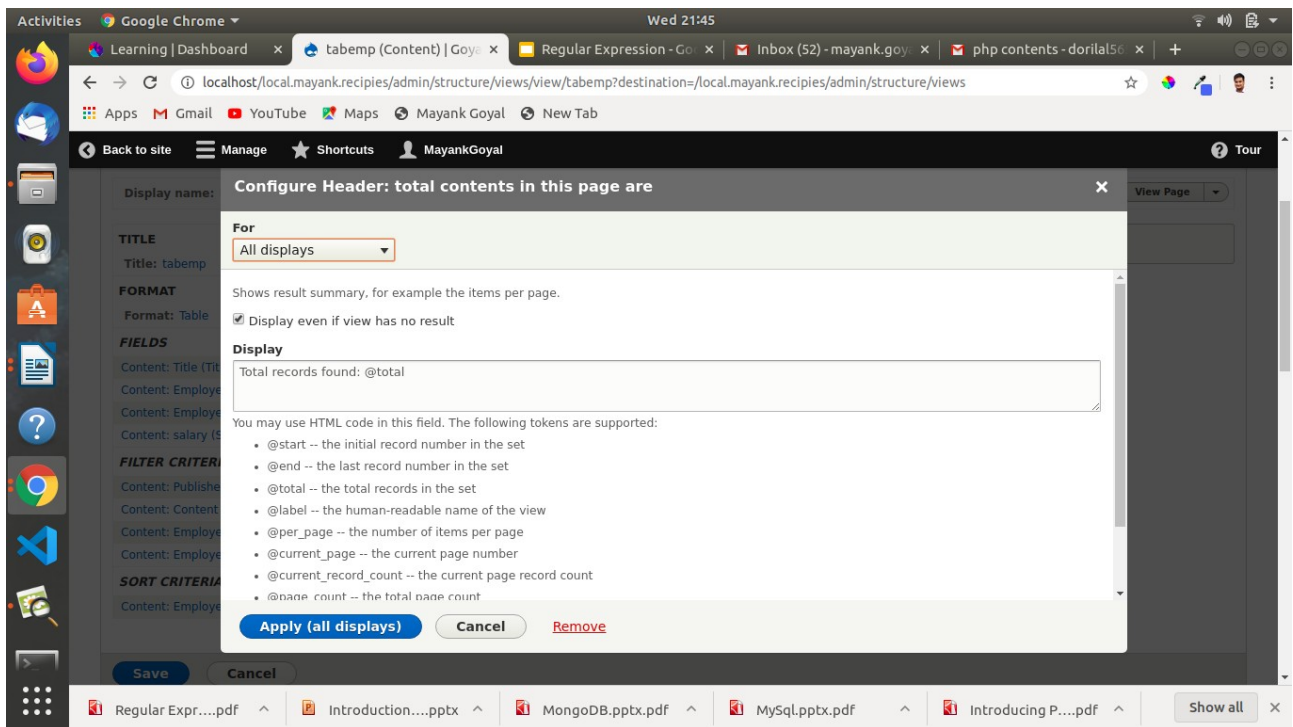 Activities Google Chrome Wed 21:45
Learning | Dashboard tabemp (Content) | Goya Regular Expression - Goo Inbox (52) - mayank.goya php contents - dorilal56
localhost/local.mayank.recipies/admin/structure/views/view/tabemp?destination=/local.mayank.recipies/admin/structure/views
Apps Gmail YouTube Maps Mayank Goyal New Tab
Back to site Manage Shortcuts MayankGoyal Tour
Display name: Configure Header: total contents in this page are View Page
For
TITLE All displays
Title: tabemp
FORMAT Shows result summary, for example the items per page.
Format: Table Display even if view has no result
FIELDS Display
Content: Title (Tit Total records found: @total
Content: Employe
Content: Employe You may use HTML code in this field. The following tokens are supported:
Content: salary (S @start -- the initial record number in the set
FILTER CRITERI @end -- the last record number in the set
Content: Publishe @total -- the total records in the set
Content: Content @label -- the human-readable name of the view
Content: Employe @per_page -- the number of items per page
Content: Employe @current_page -- the current page number
SORT CRITERIA @current_record_count -- the current page record count
Content: Employe @page_count -- the total page count
Apply (all displays) Cancel Remove
Save Cancel
Regular Expr....pdf Introduction....pptx MongoDB.pptx.pdf MySql.pptx.pdf Introducing P....pdf Show all